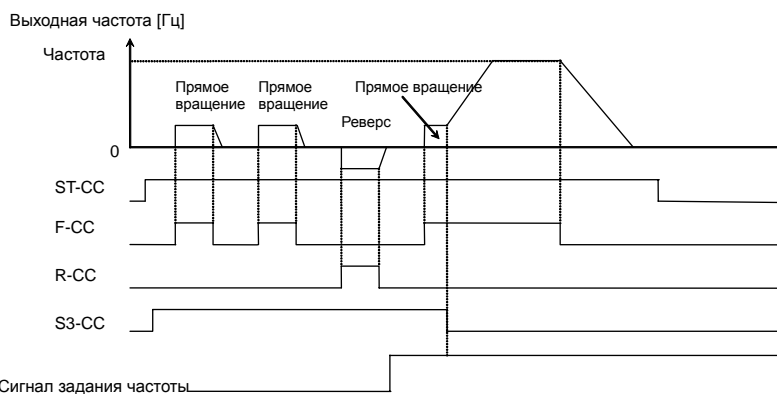 Выходная частота [Гц]
Частота
Прямое
вращение
Прямое
вращение
Прямое вращение
Реверс
0
ST-CC
F-CC
R-CC
S3-CC
Сигнал задания частоты